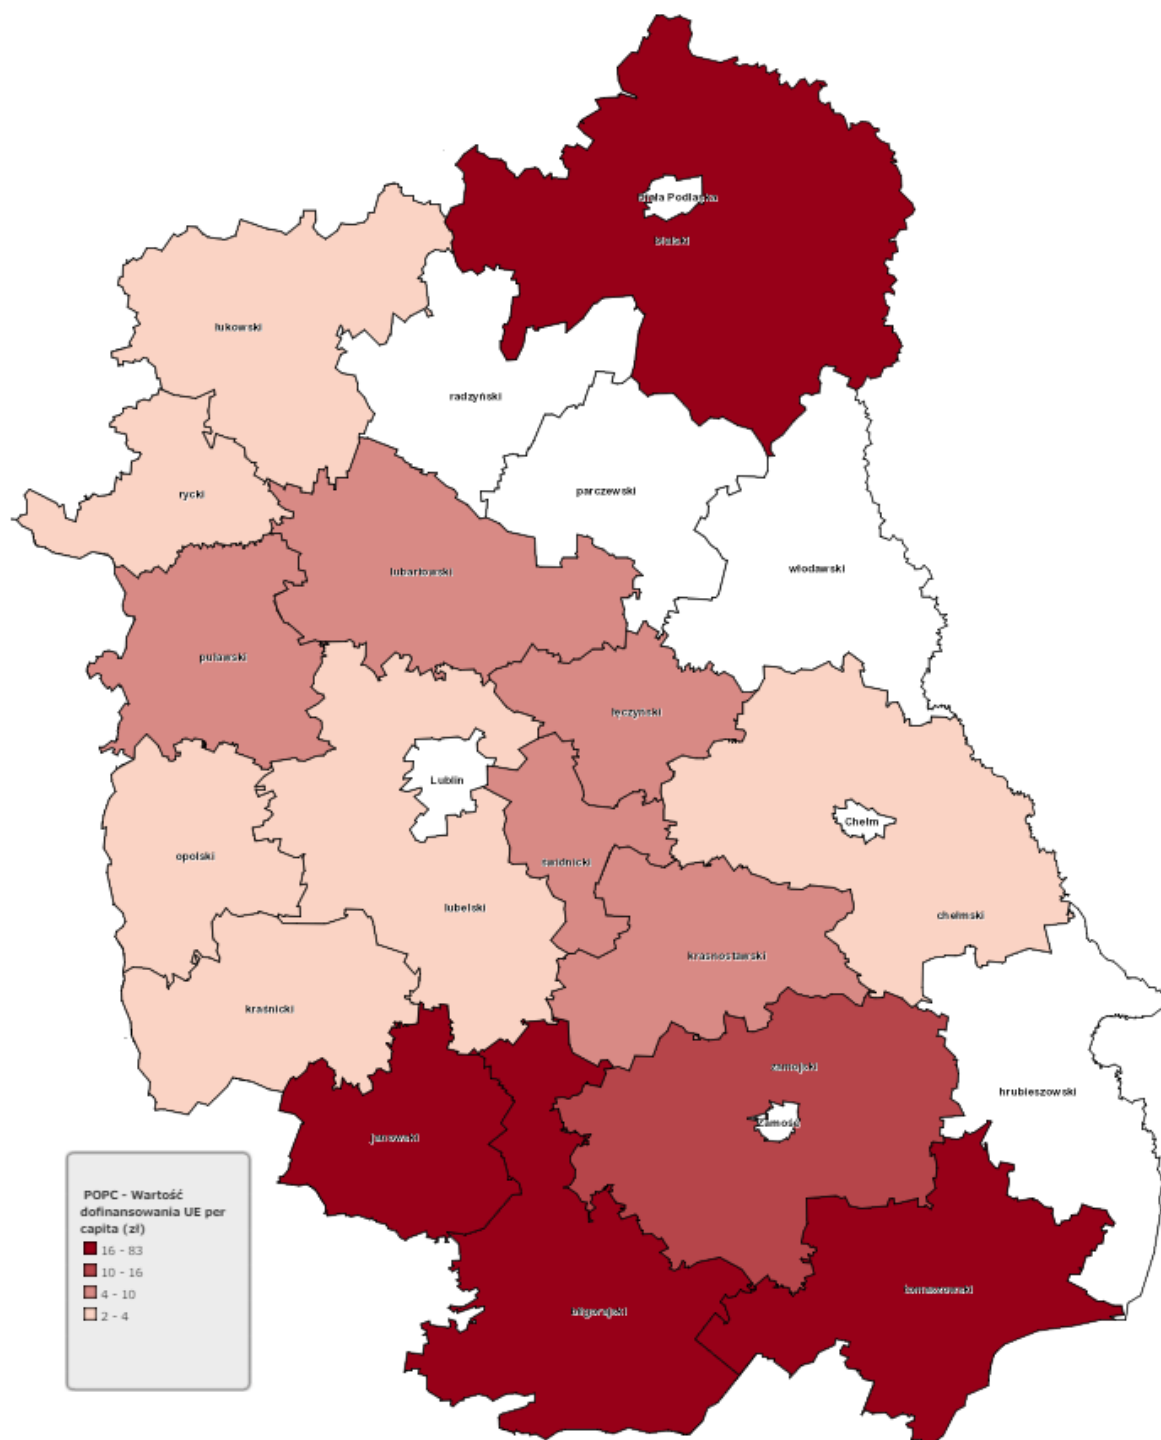 Biała Podlaska
bialski
łukowski
radzyński
rycki
parczewski
lubartowski
włodawski
puławski
łęczyński
Lublin
Chełm
opolski
świdnicki
lubelski
chełmski
krasnostawski
kraśnicki
zamojski
hrubieszowski
Zamość
janowski
POPC - Wartość
dofinansowania UE per
capita (zł)
16 - 83
10 - 16
4 - 10
2 - 4
tomaszowski
biłgorajski